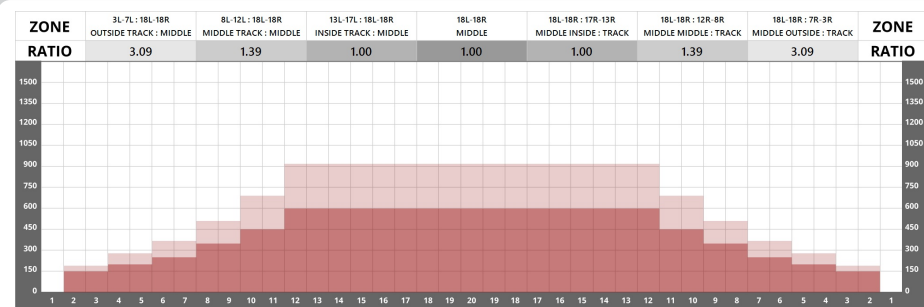 ZONE 3L-7L : 18L-18R 8L-12L : 18L-18R 13L-17L : 18L-18R 18L-18R 18L-18R : 17R-13R 18L-18R : 12R-8R 18L-18R : 7R-3R ZONE
OUTSIDE TRACK : MIDDLE MIDDLE TRACK : MIDDLE INSIDE TRACK : MIDDLE MIDDLE MIDDLE INSIDE : TRACK MIDDLE MIDDLE : TRACK MIDDLE OUTSIDE : TRACK
RATIO 3.09 1.39 1.00 1.00 1.00 1.39 3.09 RATIO
1500 1500
1350 1350
1200 1200
1050 1050
900 900
750 750
600 600
450 450
300 300
150 150
0 0
1 2 3 4 5 6 7 8 9 10 11 12 13 14 15 16 17 18 19 20 19 18 17 16 15 14 13 12 11 10 9 8 7 6 5 4 3 2 1